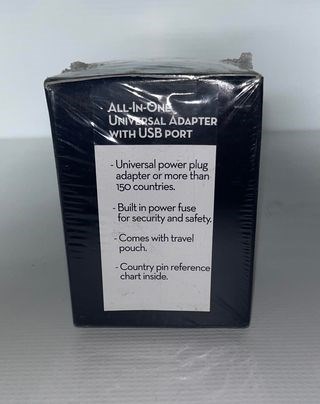 All-In-One
Universal Adapter
with USB port
- Universal power plug
adapter or more than
150 countries.
- Built in power fuse
for security and safety.
- Comes with travel
pouch.
- Country pin reference
chart inside.